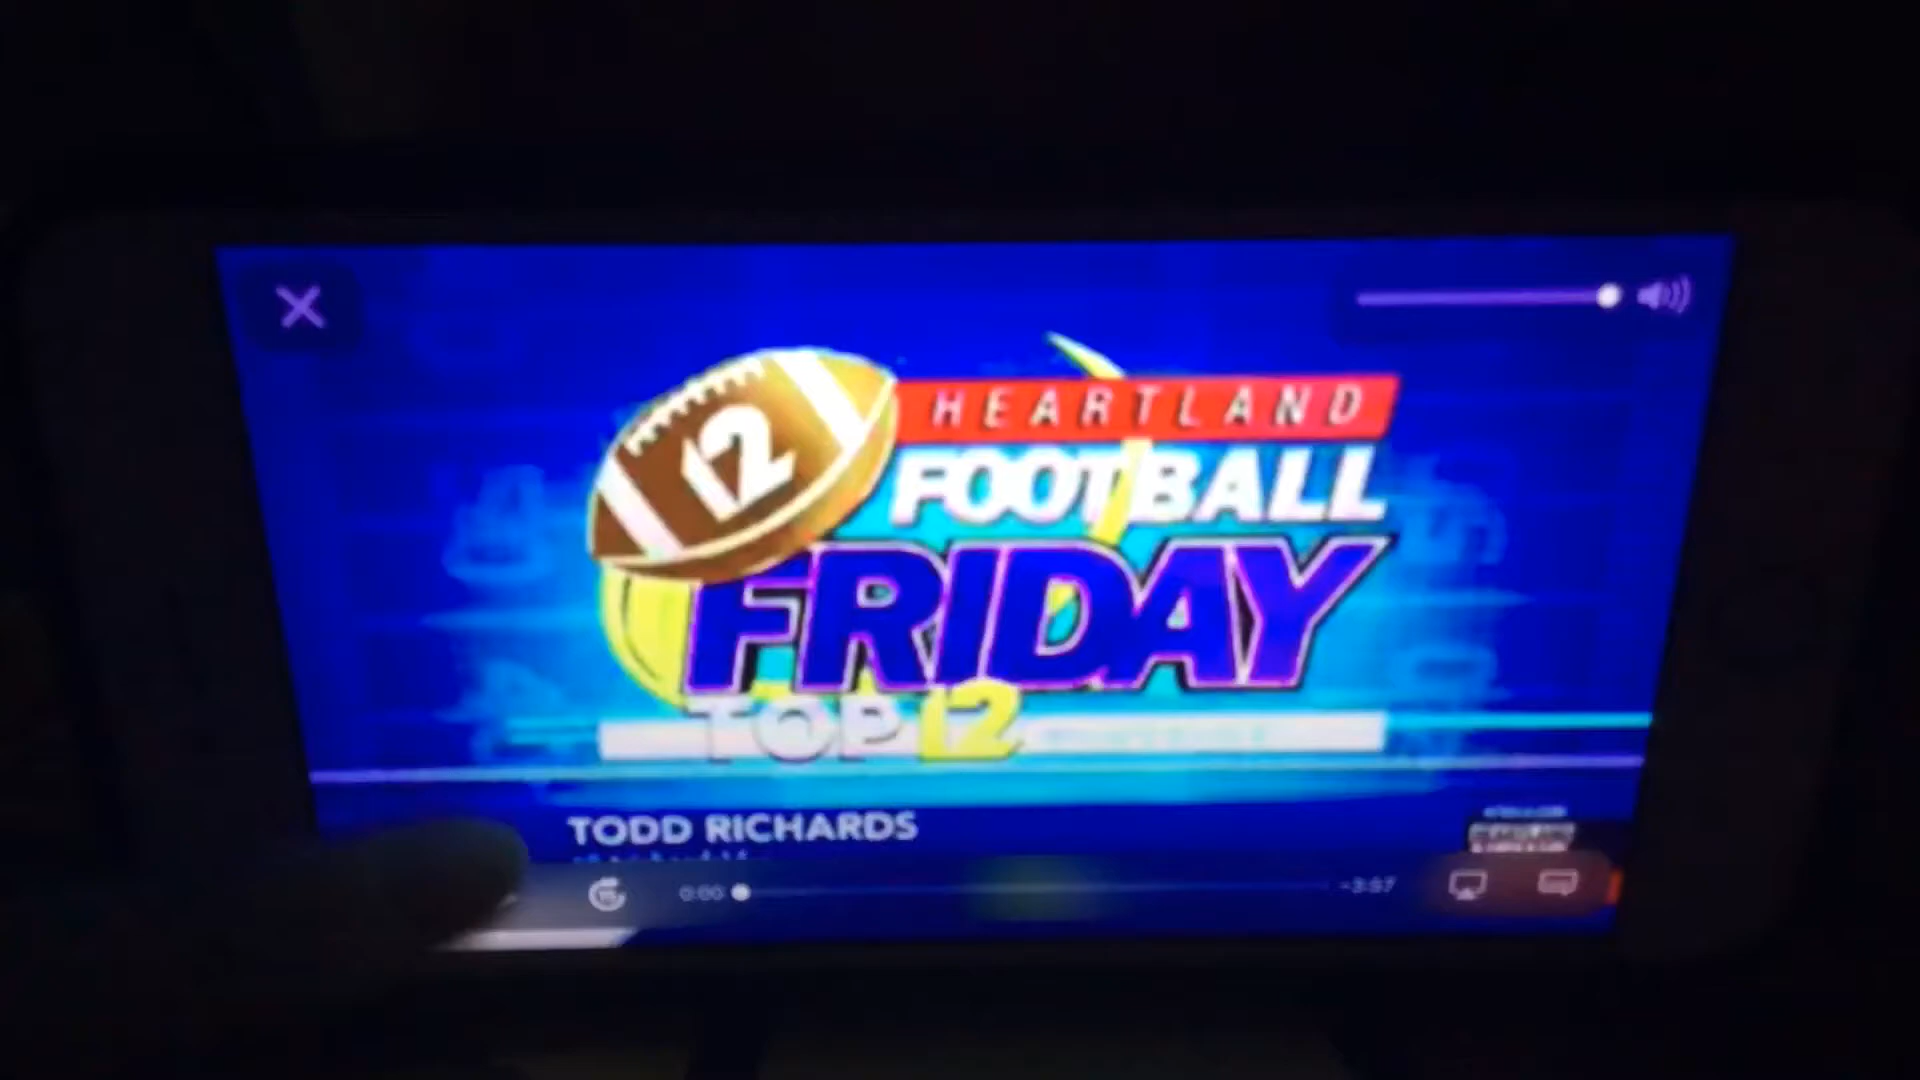 12
HEARTLAND
FOOTBALL
FRIDAY
TOP 12
TODD RICHARDS
0:00
-3:57